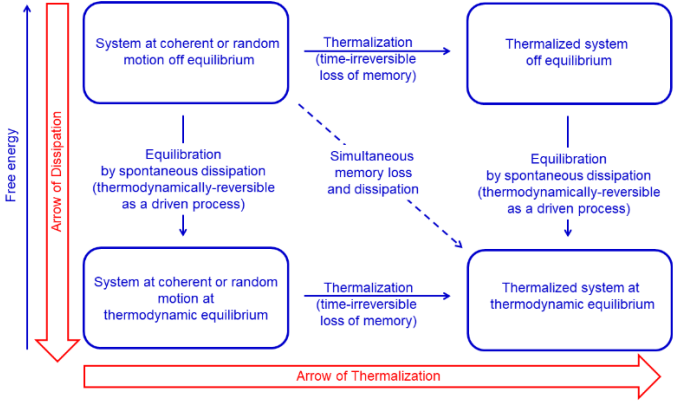 Free energy
Arrow of Dissipation
System at coherent or random
motion off equilibrium
Thermalization
(time-irreversible
loss of memory)
Thermalized system
off equilibrium
Equilibration
by spontaneous dissipation
(thermodynamically-reversible
as a driven process)
Simultaneous
memory loss
and dissipation
Equilibration
by spontaneous dissipation
(thermodynamically-reversible
as a driven process)
System at coherent or random
motion at
thermodynamic equilibrium
Thermalization
(time-irreversible
loss of memory)
Thermalized system at
thermodynamic equilibrium
Arrow of Thermalization